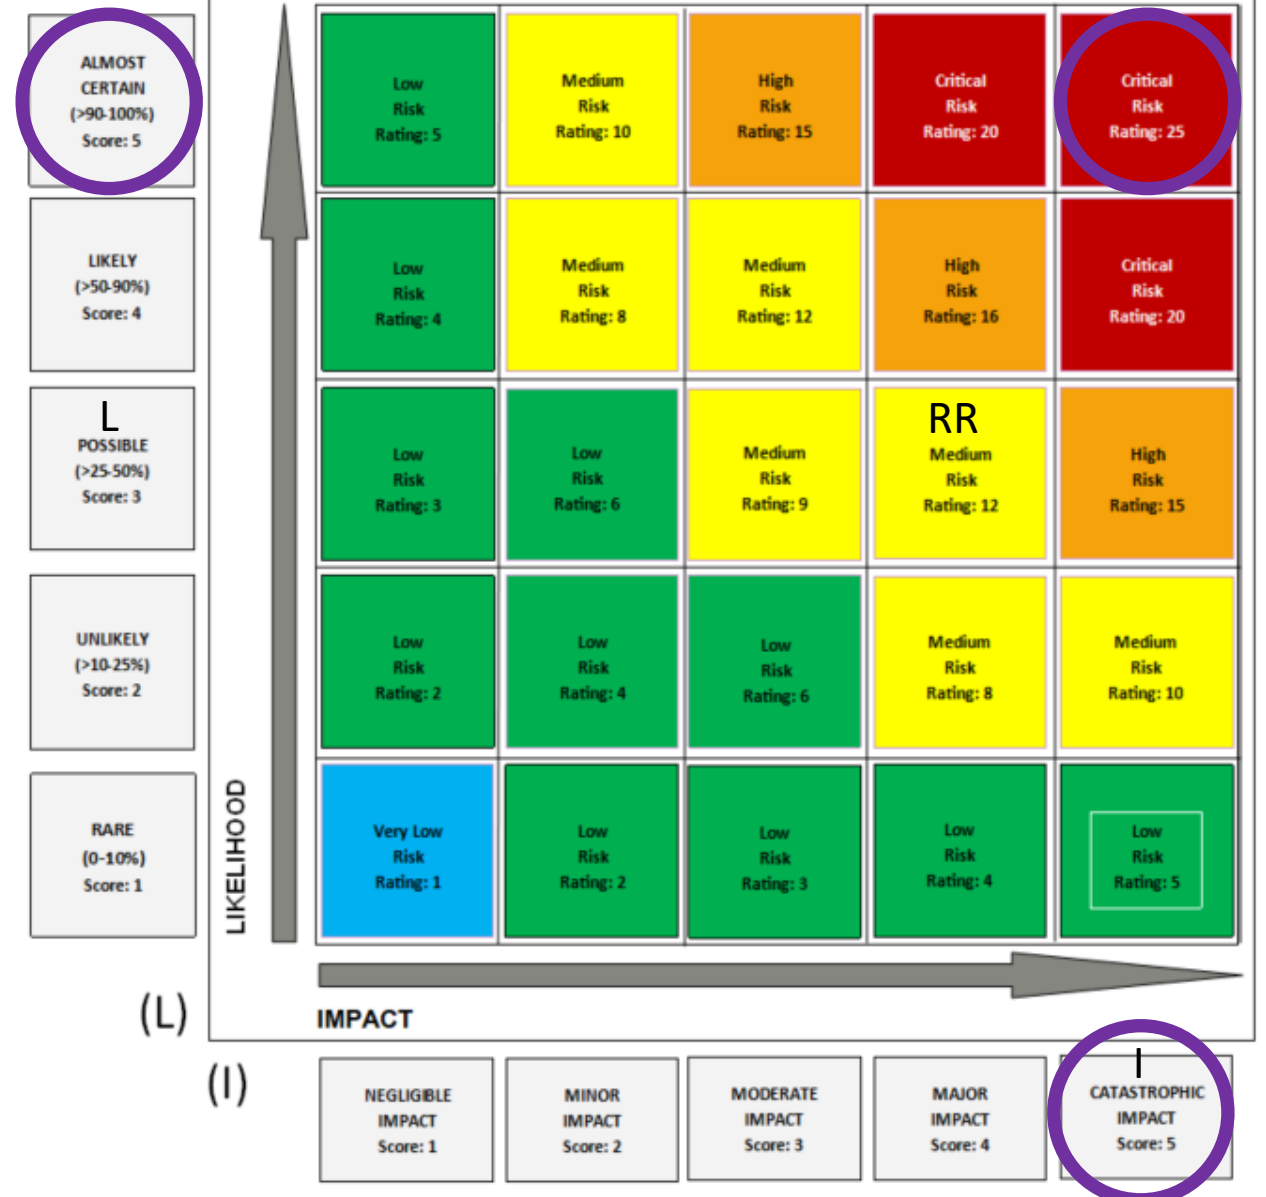 ALMOST
CERTAIN
(>90-100%)
Score: 5
Low
Risk
Rating: 5
Medium
Risk
Rating: 10
High
Risk
Rating: 15
Critical
Risk
Rating: 20
Critical
Risk
Rating: 25
LIKELY
(>50-90%)
Score: 4
Low
Risk
Rating: 4
Medium
Risk
Rating: 8
Medium
Risk
Rating: 12
High
Risk
Rating: 16
Critical
Risk
Rating: 20
L
POSSIBLE
(>25-50%)
Score: 3
Low
Risk
Rating: 3
Low
Risk
Rating: 6
Medium
Risk
Rating: 9
RR
Medium
Risk
Rating: 12
High
Risk
Rating: 15
UNLIKELY
(>10-25%)
Score: 2
Low
Risk
Rating: 2
Low
Risk
Rating: 4
Low
Risk
Rating: 6
Medium
Risk
Rating: 8
Medium
Risk
Rating: 10
RARE
(0-10%)
Score: 1
LIKELIHOOD
Very Low
Risk
Rating: 1
Low
Risk
Rating: 2
Low
Risk
Rating: 3
Low
Risk
Rating: 4
Low
Risk
Rating: 5
(L)
IMPACT
(I)
NEGLIGIBLE
IMPACT
Score: 1
MINOR
IMPACT
Score: 2
MODERATE
IMPACT
Score: 3
MAJOR
IMPACT
Score: 4
I
CATASTROPHIC
IMPACT
Score: 5